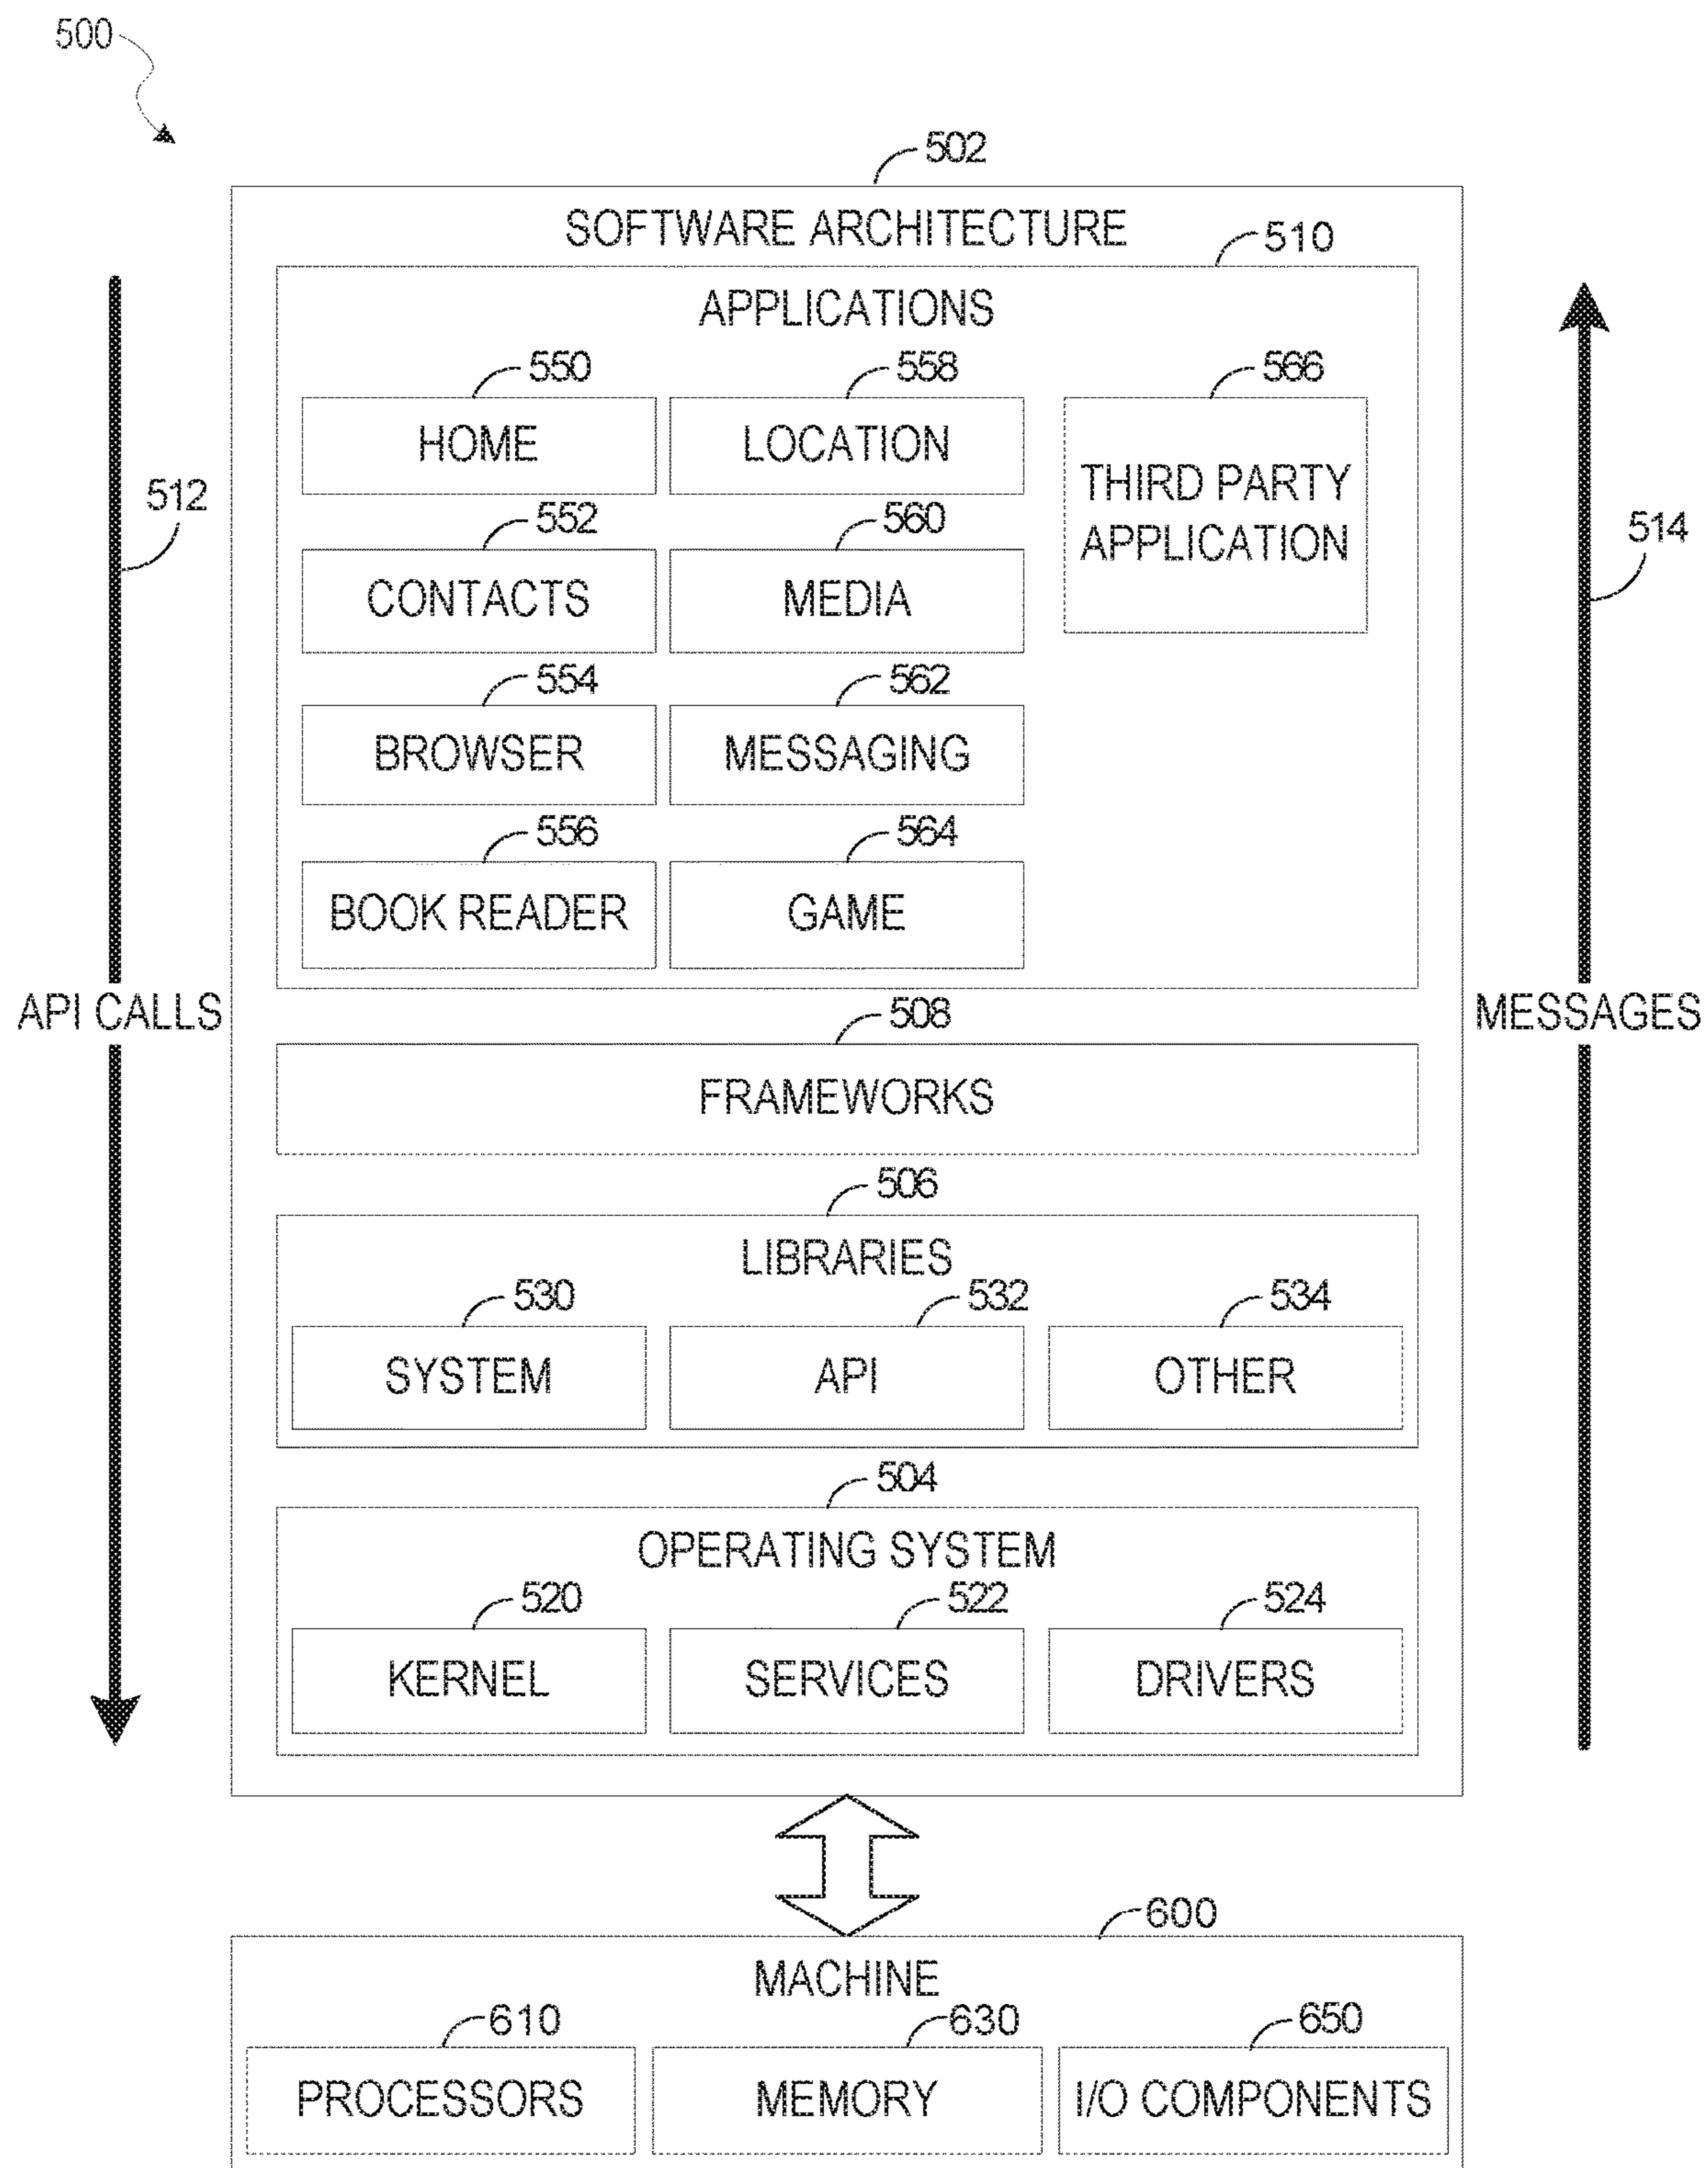 500
502
SOFTWARE ARCHITECTURE
510
APPLICATIONS
550
558
566
HOME
LOCATION
THIRD PARTY
APPLICATION
512
552
560
514
CONTACTS
MEDIA
554
562
BROWSER
MESSAGING
556
564
BOOK READER
GAME
API CALLS
508
MESSAGES
FRAMEWORKS
506
LIBRARIES
530
532
534
SYSTEM
API
OTHER
504
OPERATING SYSTEM
520
522
524
KERNEL
SERVICES
DRIVERS
600
MACHINE
610
630
650
PROCESSORS
MEMORY
I/O COMPONENTS